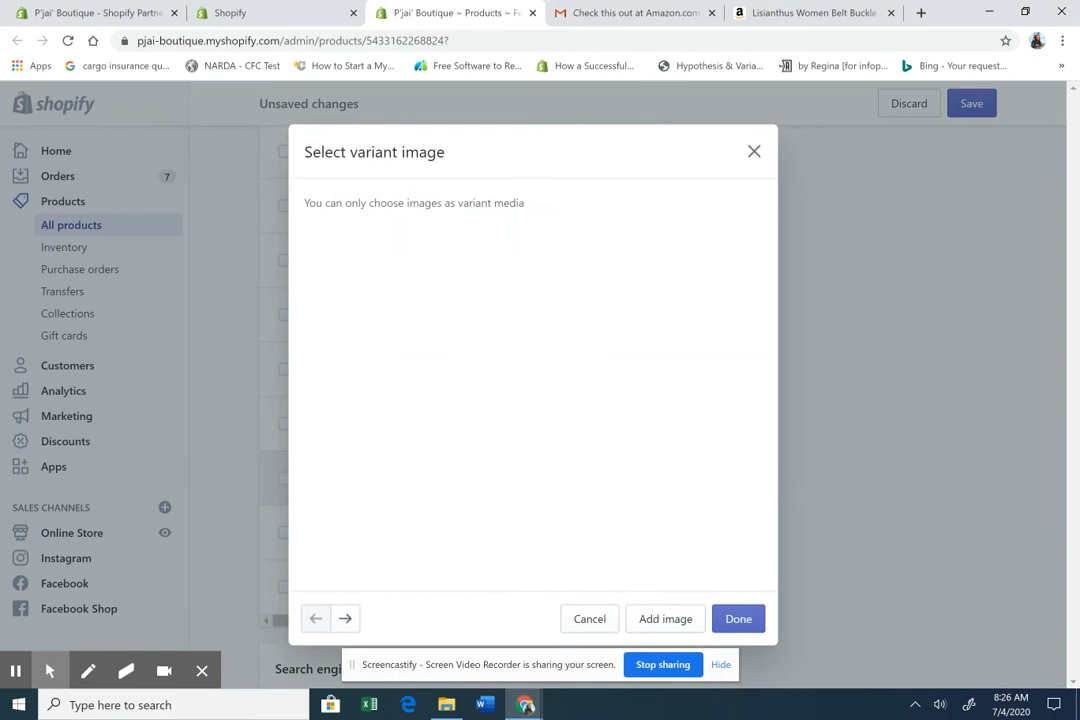 P'jai' Boutique - Shopify Partne
Shopify
P'jai' Boutique ~ Products ~ Fe
Check this out at Amazon.com
Lisianthus Women Belt Buckle
pjai-boutique.myshopify.com/admin/products/5433162268824?
Apps
cargo insurance qu...
NARDA - CFC Test
How to Start a My...
Free Software to Re...
How a Successful...
Hypothesis & Varia...
by Regina [for infop...
Bing - Your request...
»
shopify
Unsaved changes
Discard
Save
Home
Orders
7
Products
All products
Inventory
Purchase orders
Transfers
Collections
Gift cards
Customers
Analytics
Marketing
Discounts
Apps
SALES CHANNELS
Online Store
Instagram
Facebook
Facebook Shop
Select variant image
You can only choose images as variant media
Cancel
Add image
Done
Search engi
Screencastify - Screen Video Recorder is sharing your screen.
Stop sharing
Hide
Type here to search
8:26 AM
7/4/2020